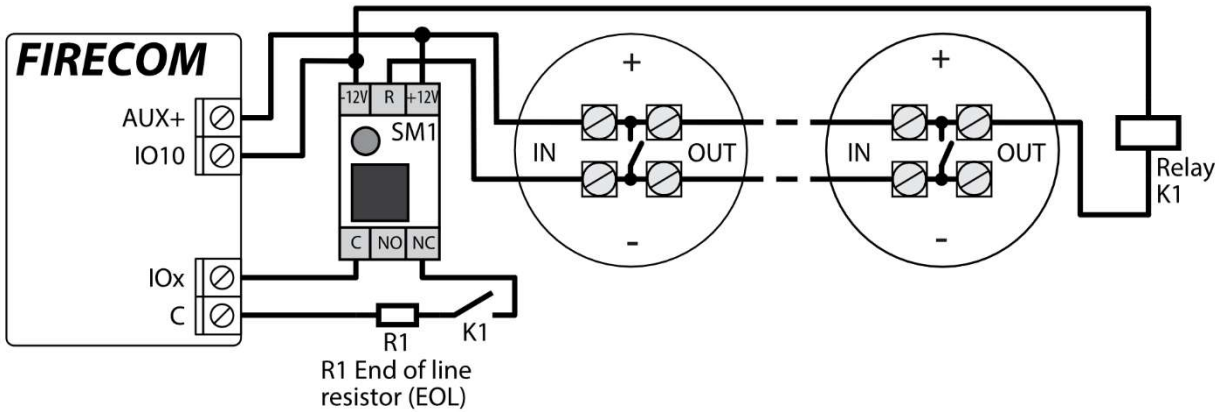 FIRECOM
AUX+
IO10
IOx
C
-12V R +12V
SM1
C NO NC
R1
K1
R1 End of line
resistor (EOL)
+
IN OUT
-
+
IN OUT
-
Relay
K1